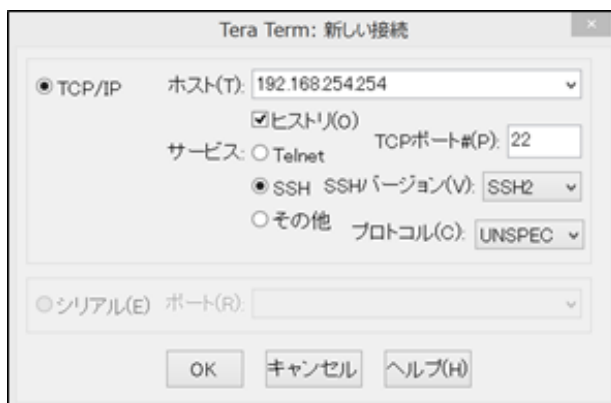 Tera Term: 新しい接続
×
TCP/IP ホスト(T): 192.168.254.254
ヒストリ(O)
サービス: Telnet TCPポート#(P): 22
SSH SSHバージョン(V): SSH2
その他 プロトコル(C): UNSPEC
シリアル(E) ポート(R):
OK キャンセル ヘルプ(H)